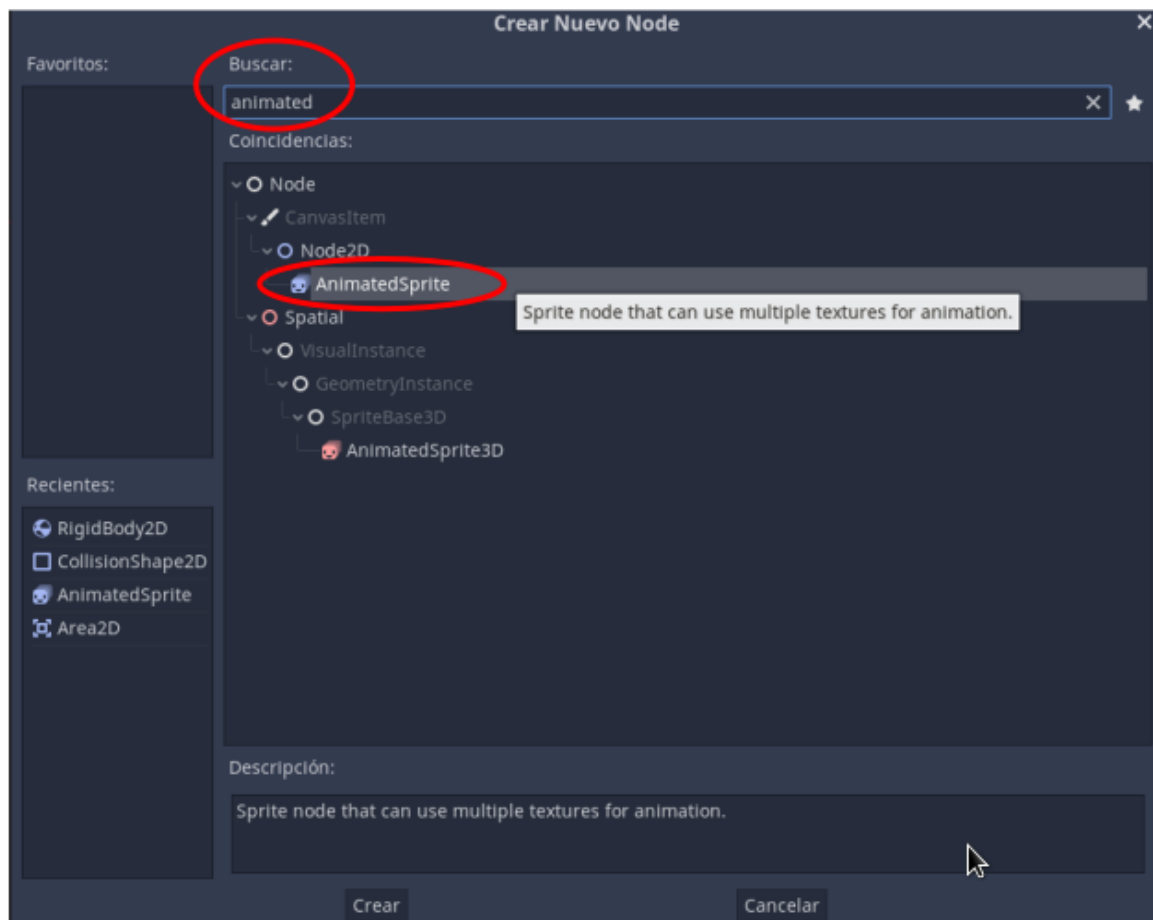 Crear Nuevo Node
Favoritos:
Buscar:
animated
Coincidencias:
Node
CanvasItem
Node2D
AnimatedSprite
Sprite node that can use multiple textures for animation.
Spatial
VisualInstance
GeometryInstance
SpriteBase3D
AnimatedSprite3D
Recientes:
RigidBody2D
CollisionShape2D
AnimatedSprite
Area2D
Descripción:
Sprite node that can use multiple textures for animation.
Crear
Cancelar